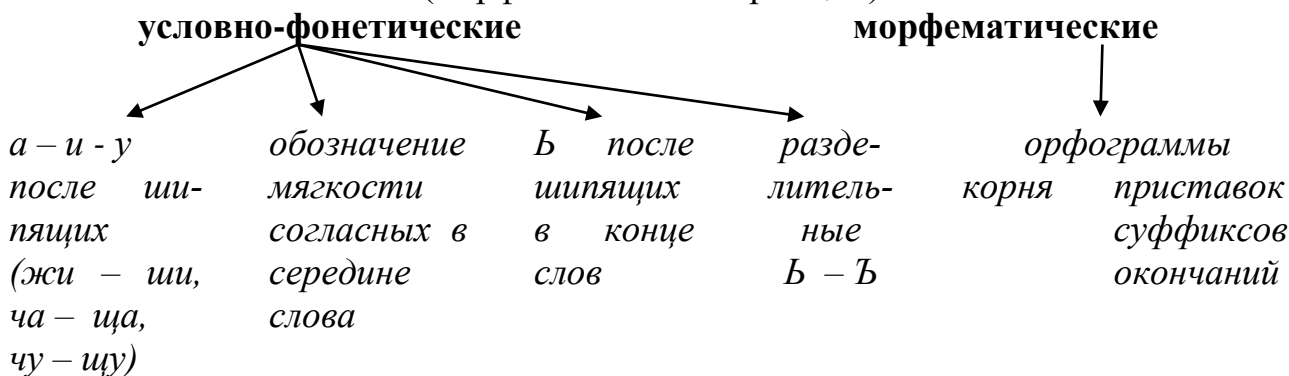 условно-фонетические морфематические
а – и - у обозначение Ь после разде- орфограммы
после ши- мягкости шипящих литель- корня приставок
пящих согласных в в конце ные суффиксов
(жи – ши, середине слов Ь – Ъ окончаний
ча – ща, слова
чу – щу)